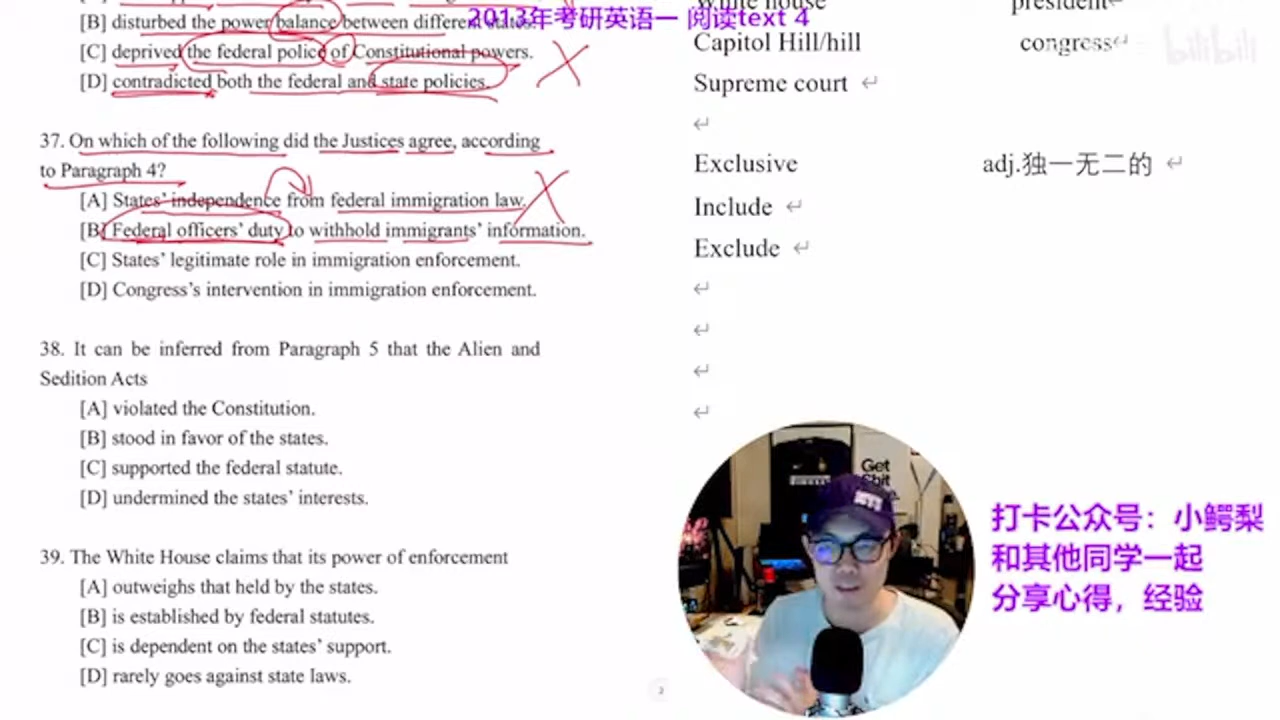 [B] disturbed the power balance between different states.
[C] deprived the federal police of Constitutional powers.
[D] contradicted both the federal and state policies.
37. On which of the following did the Justices agree, according
to Paragraph 4?
[A] States' independence from federal immigration law.
[B] Federal officers' duty to withhold immigrants' information.
[C] States' legitimate role in immigration enforcement.
[D] Congress's intervention in immigration enforcement.
38. It can be inferred from Paragraph 5 that the Alien and
Sedition Acts
[A] violated the Constitution.
[B] stood in favor of the states.
[C] supported the federal statute.
[D] undermined the states' interests.
39. The White House claims that its power of enforcement
[A] outweighs that held by the states.
[B] is established by federal statutes.
[C] is dependent on the states' support.
[D] rarely goes against state laws.
2
2013年考研英语一 阅读text 4
White house president
Capitol Hill/hill congress
Supreme court
Exclusive adj.独一无二的
Include
Exclude
bilibili
Get
打卡公众号：小鳄梨
和其他同学一起
分享心得，经验